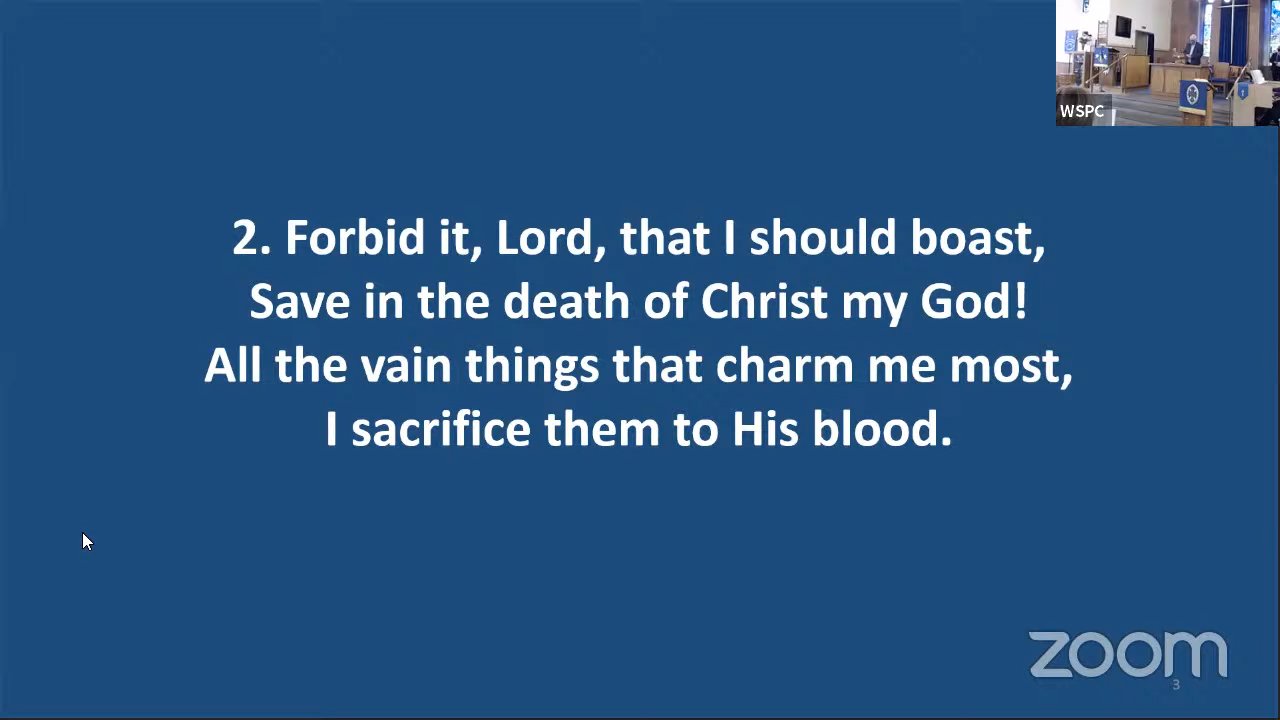 WSPC
2. Forbid it, Lord, that I should boast,
Save in the death of Christ my God!
All the vain things that charm me most,
I sacrifice them to His blood.
zoom
3